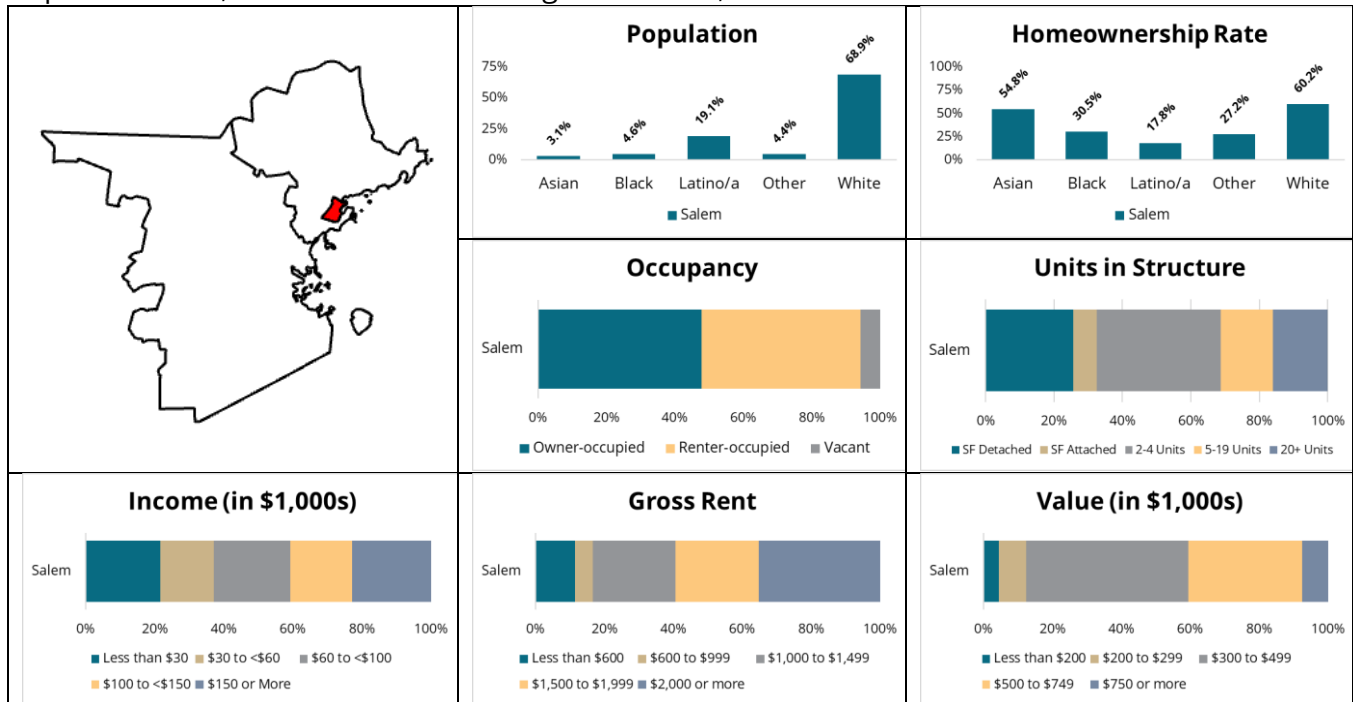 Population
75%
50%
25%
0%
3.1%
4.6%
19.1%
4.4%
68.9%
Asian Black Latino/a Other White
Salem
Homeownership Rate
100%
75%
50%
25%
0%
54.8%
30.5%
17.8%
27.2%
60.2%
Asian Black Latino/a Other White
Salem
Occupancy
Salem
0% 20% 40% 60% 80% 100%
Owner-occupied Renter-occupied Vacant
Units in Structure
Salem
0% 20% 40% 60% 80% 100%
SF Detached SF Attached 2-4 Units 5-19 Units 20+ Units
Income (in $1,000s)
Salem
0% 20% 40% 60% 80% 100%
Less than $30 $30 to <$60 $60 to <$100
$100 to <$150 $150 or More
Gross Rent
Salem
0% 20% 40% 60% 80% 100%
Less than $600 $600 to $999 $1,000 to $1,499
$1,500 to $1,999 $2,000 or more
Value (in $1,000s)
Salem
0% 20% 40% 60% 80% 100%
Less than $200 $200 to $299 $300 to $499
$500 to $749 $750 or more